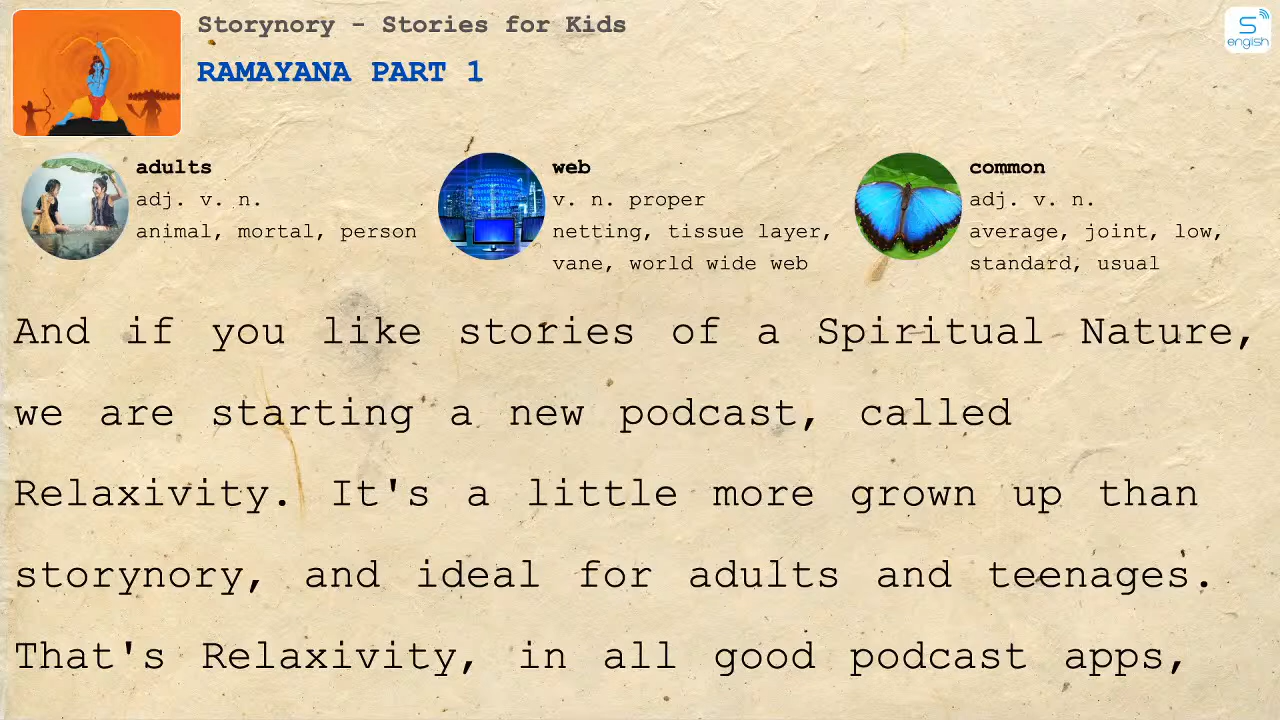 Storynory - Stories for Kids
RAMAYANA PART 1
S
english
adults
adj. v. n.
animal, mortal, person
web
v. n. proper
netting, tissue layer,
vane, world wide web
common
adj. v. n.
average, joint, low,
standard, usual
And if you like stories of a Spiritual Nature,
we are starting a new podcast, called
Relaxivity. It's a little more grown up than
storynory, and ideal for adults and teenages.
That's Relaxivity, in all good podcast apps,